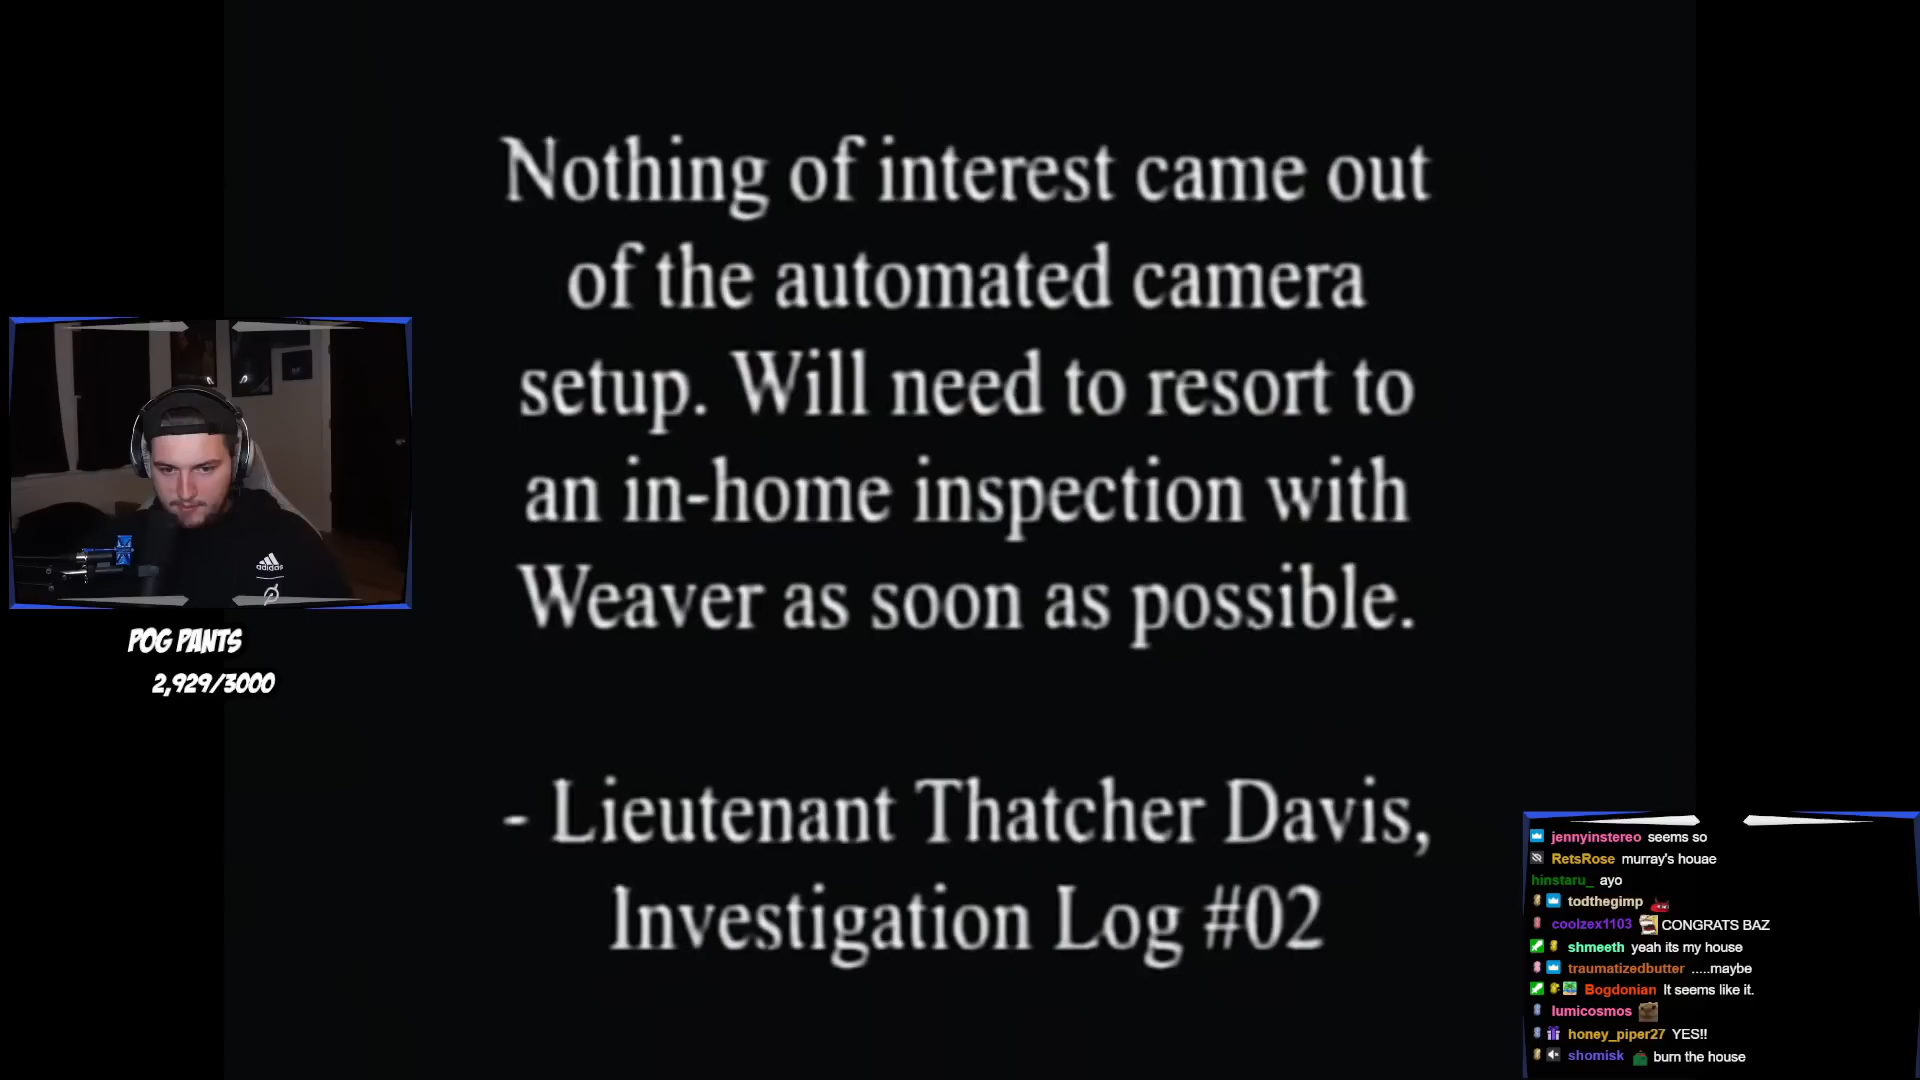 Nothing of interest came out
of the automated camera
setup. Will need to resort to
an in-home inspection with
Weaver as soon as possible.
- Lieutenant Thatcher Davis,
Investigation Log #02
adidas
POG PANTS
2,929/3000
jennyinstereo seems so
RetsRose murray's houae
hinstaru_ ayo
todthegimp
coolzex1103 CONGRATS BAZ
shmeeth yeah its my house
traumatizedbutter .....maybe
Bogdonian It seems like it.
lumicosmos
honey_piper27 YES!!
shomisk burn the house